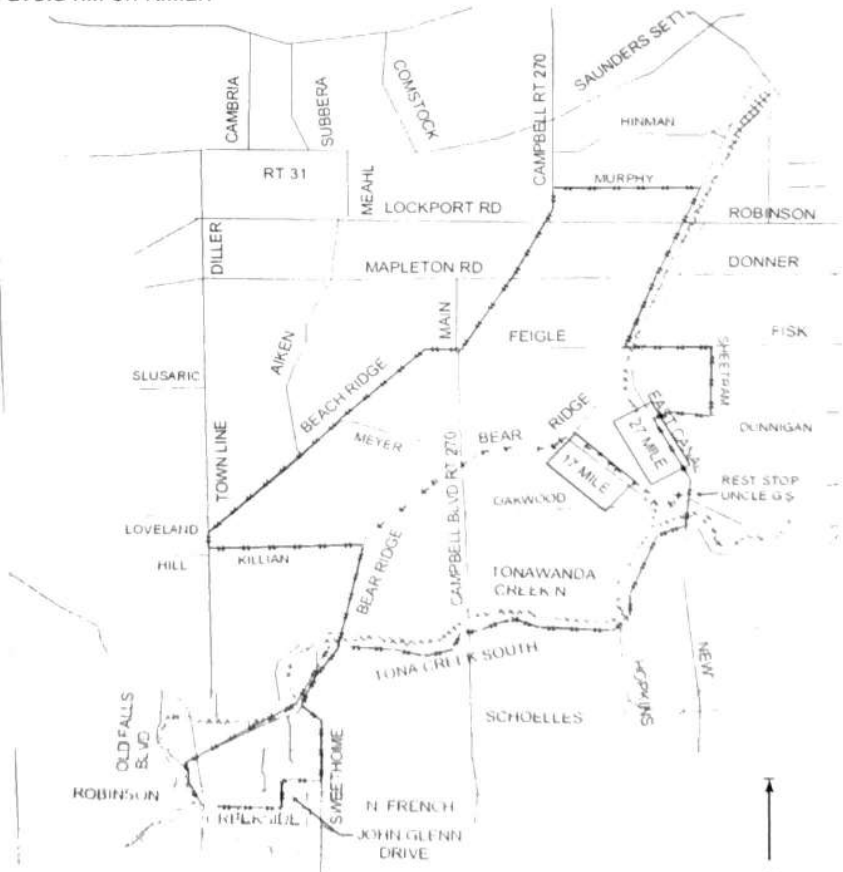 CAMBRIA
SUBBERA
COMSTOCK
CAMPBELL RT 270
SAUNDERS SETT
HINMAN
RT 31
MEAHL
MURPHY
LOCKPORT RD
ROBINSON
DILLER
MAPLETON RD
DONNER
MAIN
FEIGLE
FISK
AIKEN
SHEETRAM
SLUSARIC
BEACH RIDGE
EAST CANAL
27 MILE
MEYER
BEAR
RIDGE
DUNNIGAN
TOWN LINE
CAMPBELL BLVD RT 270
17 MILE
OAKWOOD
REST STOP
UNCLE G'S
LOVELAND
HILL
KILLIAN
BEAR RIDGE
TONAWANDA
CREEK N
TONA CREEK SOUTH
HOPKINS
NEW
OLD FALLS
BLVD
SCHOELLES
ROBINSON
SWEETHOME
N FRENCH
JOHN GLENN
DRIVE